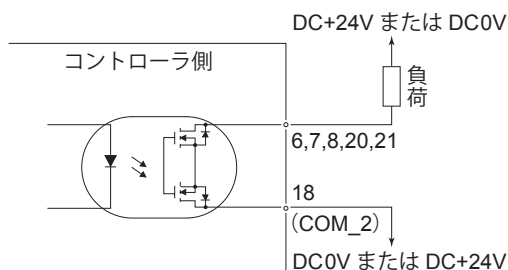 DC+24V または DC0V
コントローラ側
負荷
6,7,8,20,21
18
(COM_2)
DC0V または DC+24V